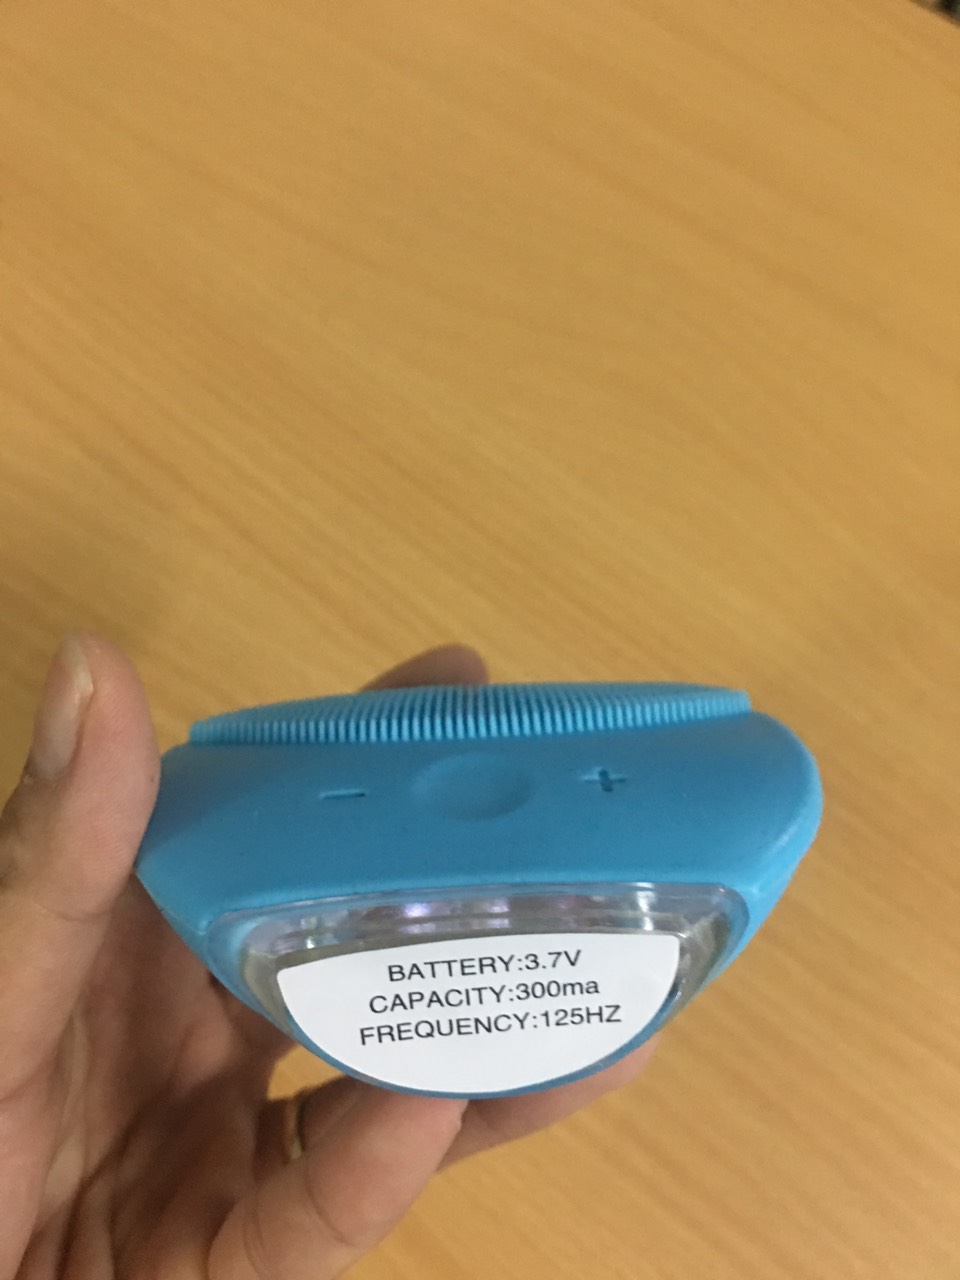 − +
BATTERY:3.7V
CAPACITY:300ma
FREQUENCY:125HZ